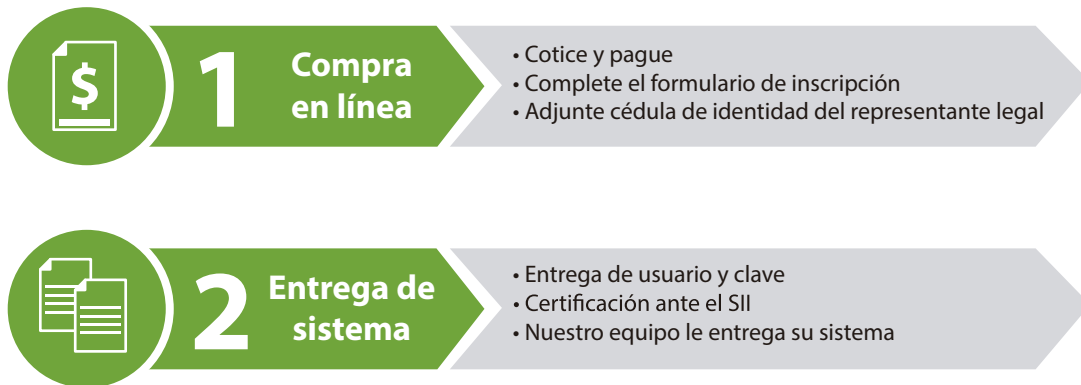 $
1
Compra
en línea
• Cotice y pague
• Complete el formulario de inscripción
• Adjunte cédula de identidad del representante legal
2
Entrega de
sistema
• Entrega de usuario y clave
• Certificación ante el SII
• Nuestro equipo le entrega su sistema